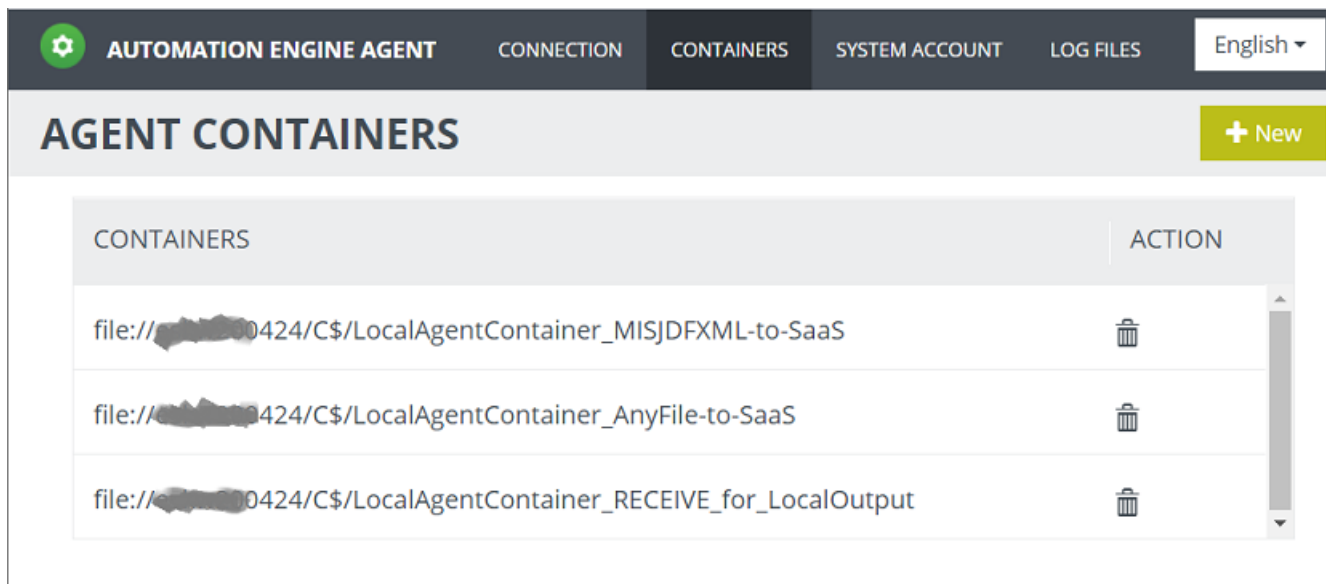 AUTOMATION ENGINE AGENT CONNECTION CONTAINERS SYSTEM ACCOUNT LOG FILES English
AGENT CONTAINERS New
CONTAINERS ACTION
file:// 0424/C$/LocalAgentContainer_MISJDFXML-to-SaaS
file:// 424/C$/LocalAgentContainer_AnyFile-to-SaaS
file:// 0424/C$/LocalAgentContainer_RECEIVE_for_LocalOutput